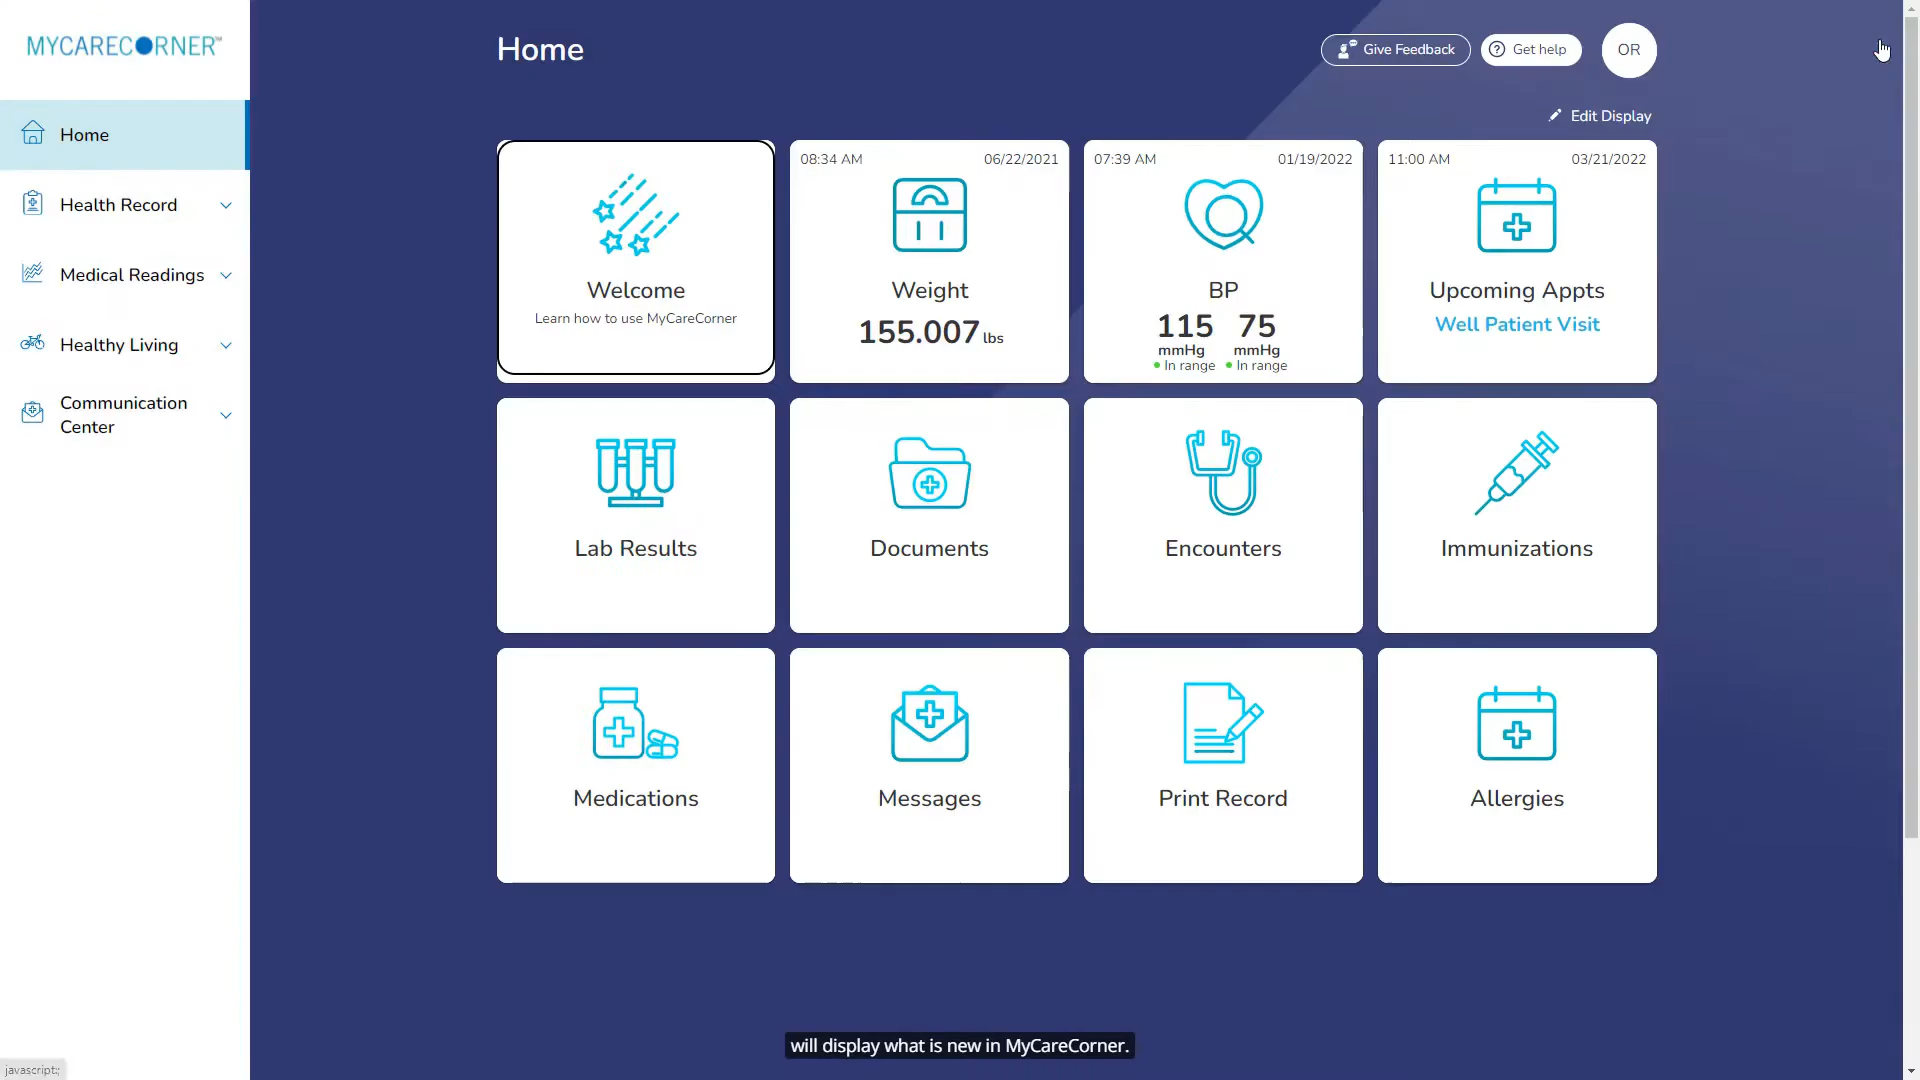 MYCARECORNER™
Home
Give Feedback
Get help
OR
Edit Display
Home
Health Record
Medical Readings
Healthy Living
Communication
Center
Welcome
Learn how to use MyCareCorner
08:34 AM 06/22/2021
Weight
155.007 lbs
07:39 AM 01/19/2022
BP
115 75
mmHg mmHg
In range In range
11:00 AM 03/21/2022
Upcoming Appts
Well Patient Visit
Lab Results
Documents
Encounters
Immunizations
Medications
Messages
Print Record
Allergies
will display what is new in MyCareCorner.
javascript:;